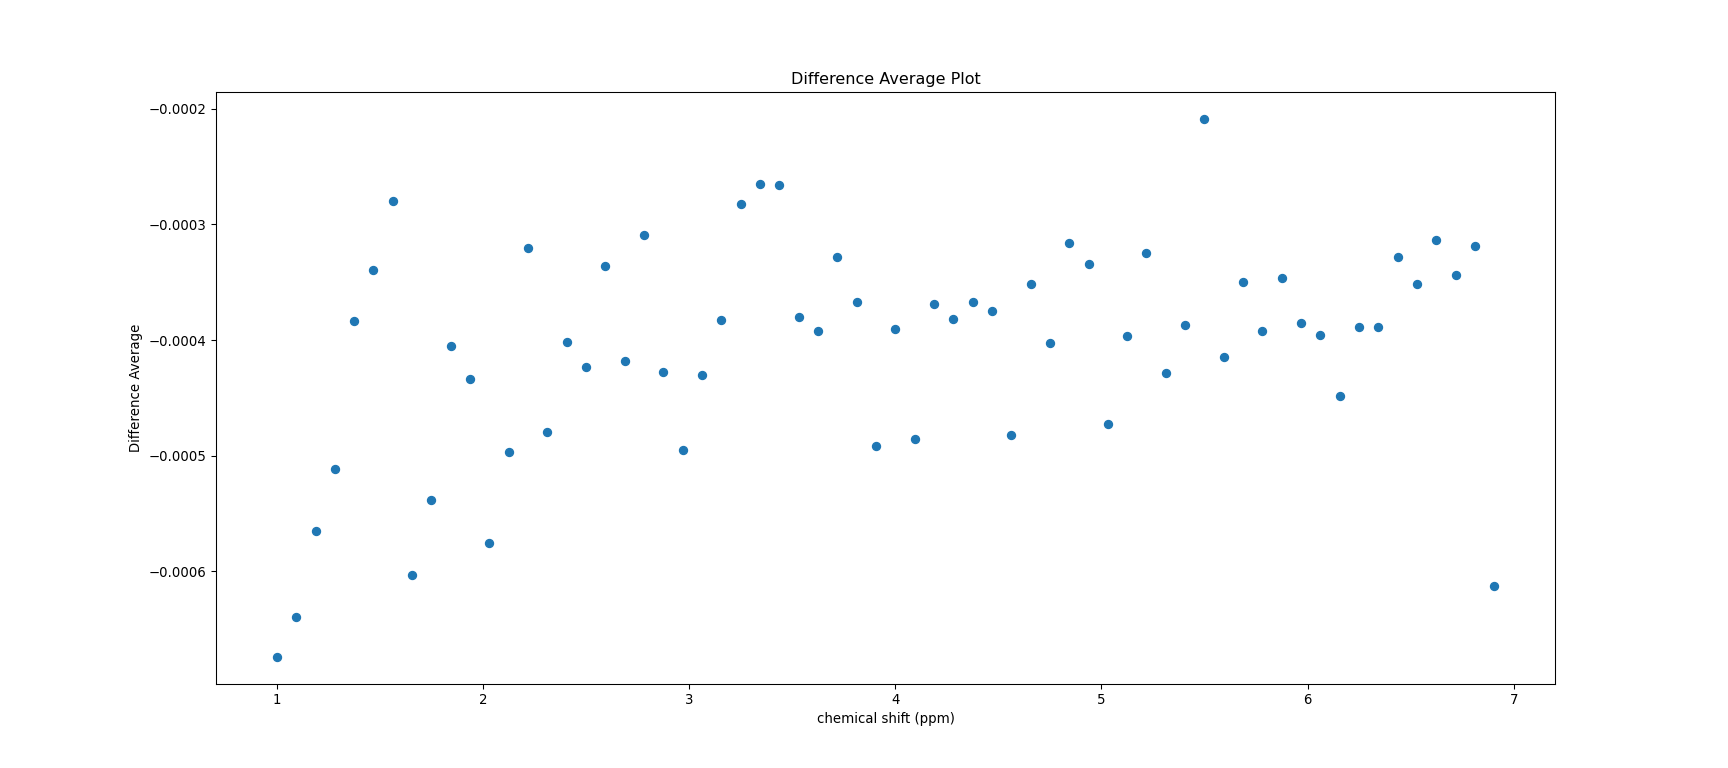 Difference Average Plot
−0.0002
−0.0003
−0.0004
−0.0005
−0.0006
Difference Average
1 2 3 4 5 6 7
chemical shift (ppm)